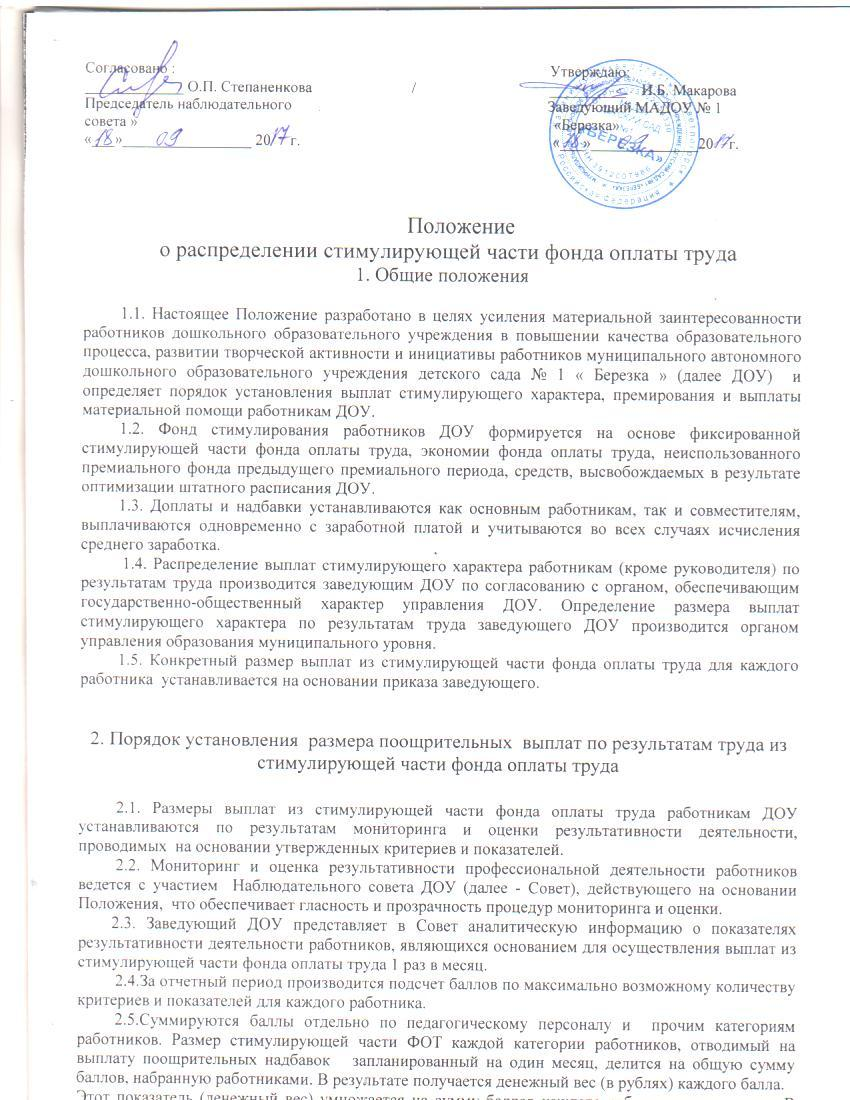 Согласовано :
О.П. Степаненкова /
Председатель наблюдательного
совета »
« 18 » 09 2017 г.
Утверждаю:
И.Б. Макарова
Заведующий МАДОУ № 1
«Березка»
« 18 » 2017г.
«БЕРЕЗКА»
Положение
о распределении стимулирующей части фонда оплаты труда
1. Общие положения
1.1. Настоящее Положение разработано в целях усиления материальной заинтересованности
работников дошкольного образовательного учреждения в повышении качества образовательного
процесса, развитии творческой активности и инициативы работников муниципального автономного
дошкольного образовательного учреждения детского сада № 1 « Березка » (далее ДОУ) и
определяет порядок установления выплат стимулирующего характера, премирования и выплаты
материальной помощи работникам ДОУ.
1.2. Фонд стимулирования работников ДОУ формируется на основе фиксированной
стимулирующей части фонда оплаты труда, экономии фонда оплаты труда, неиспользованного
премиального фонда предыдущего премиального периода, средств, высвобождаемых в результате
оптимизации штатного расписания ДОУ.
1.3. Доплаты и надбавки устанавливаются как основным работникам, так и совместителям,
выплачиваются одновременно с заработной платой и учитываются во всех случаях исчисления
среднего заработка.
1.4. Распределение выплат стимулирующего характера работникам (кроме руководителя) по
результатам труда производится заведующим ДОУ по согласованию с органом, обеспечивающим
государственно-общественный характер управления ДОУ. Определение размера выплат
стимулирующего характера по результатам труда заведующего ДОУ производится органом
управления образования муниципального уровня.
1.5. Конкретный размер выплат из стимулирующей части фонда оплаты труда для каждого
работника устанавливается на основании приказа заведующего.
2. Порядок установления размера поощрительных выплат по результатам труда из
стимулирующей части фонда оплаты труда
2.1. Размеры выплат из стимулирующей части фонда оплаты труда работникам ДОУ
устанавливаются по результатам мониторинга и оценки результативности деятельности,
проводимых на основании утвержденных критериев и показателей.
2.2. Мониторинг и оценка результативности профессиональной деятельности работников
ведется с участием Наблюдательного совета ДОУ (далее - Совет), действующего на основании
Положения, что обеспечивает гласность и прозрачность процедур мониторинга и оценки.
2.3. Заведующий ДОУ представляет в Совет аналитическую информацию о показателях
результативности деятельности работников, являющихся основанием для осуществления выплат из
стимулирующей части фонда оплаты труда 1 раз в месяц.
2.4.За отчетный период производится подсчет баллов по максимально возможному количеству
критериев и показателей для каждого работника.
2.5.Суммируются баллы отдельно по педагогическому персоналу и прочим категориям
работников. Размер стимулирующей части ФОТ каждой категории работников, отводимый на
выплату поощрительных надбавок запланированный на один месяц, делится на общую сумму
баллов, набранную работниками. В результате получается денежный вес (в рублях) каждого балла.
Этот показатель (денежный вес) умножается на сумму баллов